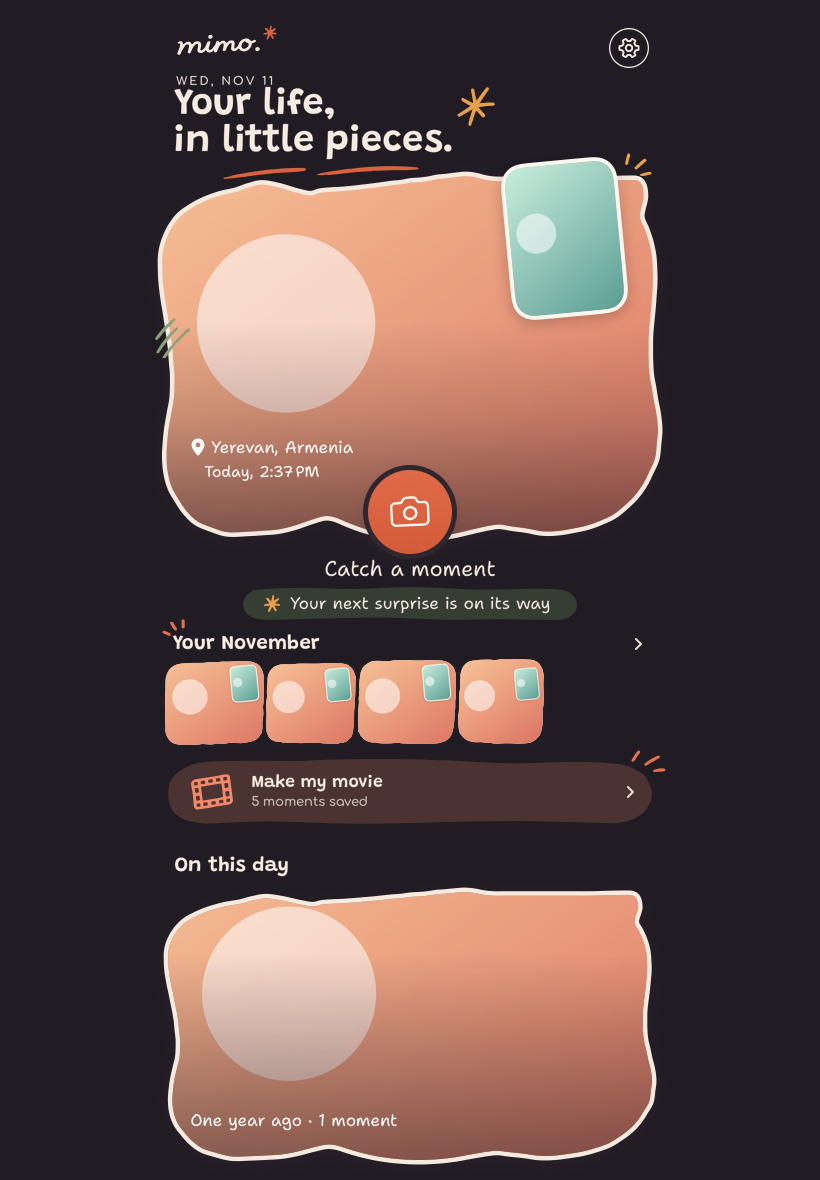 mimo.
WED, NOV 11
Your life,
in little pieces.
Yerevan, Armenia
Today, 2:37 PM
Catch a moment
Your next surprise is on its way
Your November
Make my movie
5 moments saved
On this day
One year ago · 1 moment